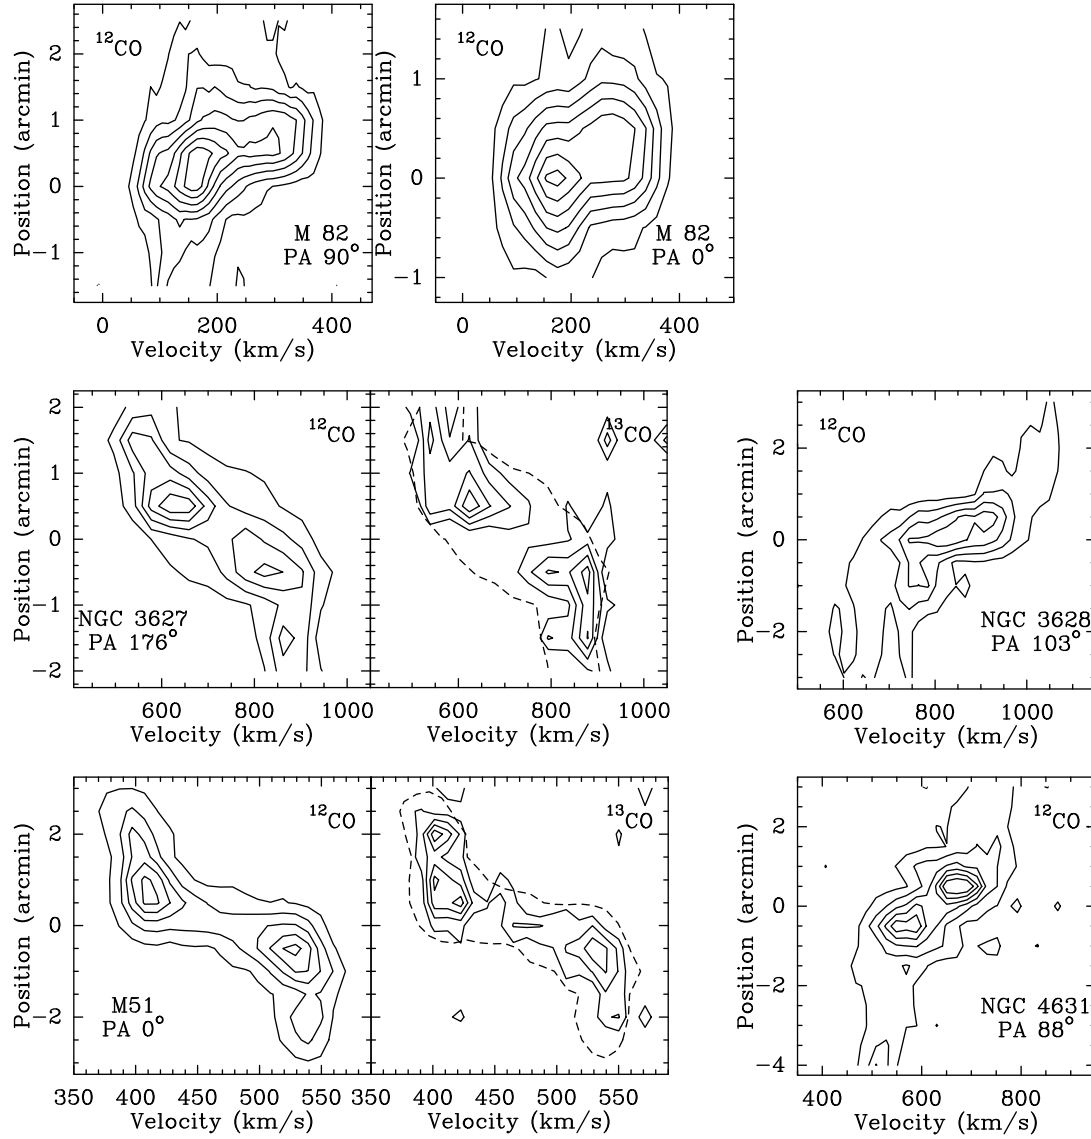 ¹²CO
M 82
PA 90°
2
1
0
−1
Position (arcmin)
0 200 400
Velocity (km/s)
¹²CO
M 82
PA 0°
1
0
−1
Position (arcmin)
0 200 400
Velocity (km/s)
¹²CO
NGC 3627
PA 176°
2
1
0
−1
−2
Position (arcmin)
600 800 1000
Velocity (km/s)
¹³CO
600 800 1000
Velocity (km/s)
¹²CO
NGC 3628
PA 103°
2
0
−2
Position (arcmin)
600 800 1000
Velocity (km/s)
¹²CO
M51
PA 0°
2
0
−2
Position (arcmin)
350 400 450 500 550
Velocity (km/s)
¹³CO
350 400 450 500 550
Velocity (km/s)
¹²CO
NGC 4631
PA 88°
2
0
−2
−4
Position (arcmin)
400 600 800
Velocity (km/s)